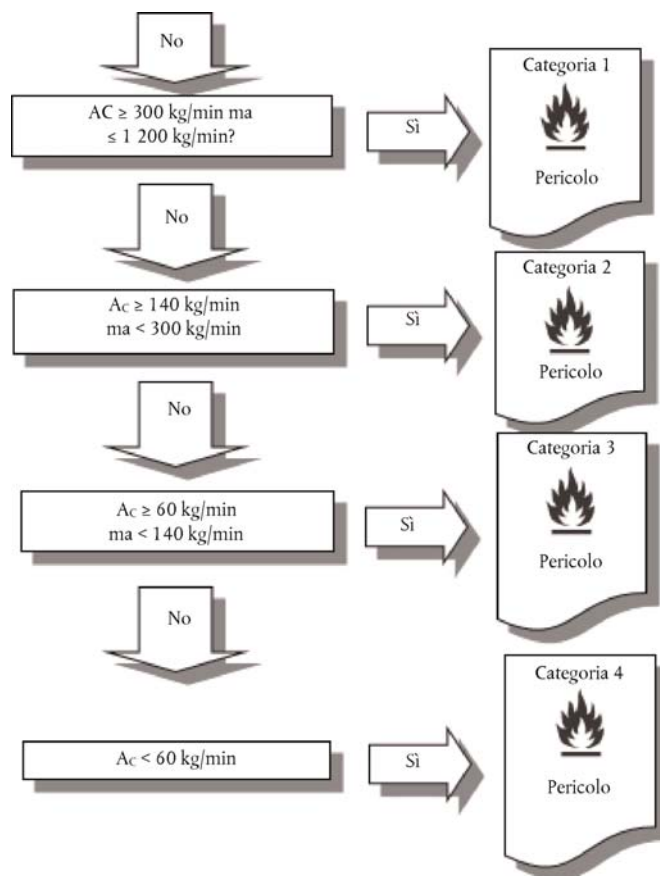 No
AC ≥ 300 kg/min ma
≤ 1 200 kg/min?
Sì
Categoria 1
Pericolo
No
Ac ≥ 140 kg/min
ma < 300 kg/min
Sì
Categoria 2
Pericolo
No
Ac ≥ 60 kg/min
ma < 140 kg/min
Sì
Categoria 3
Pericolo
No
Ac < 60 kg/min
Sì
Categoria 4
Pericolo